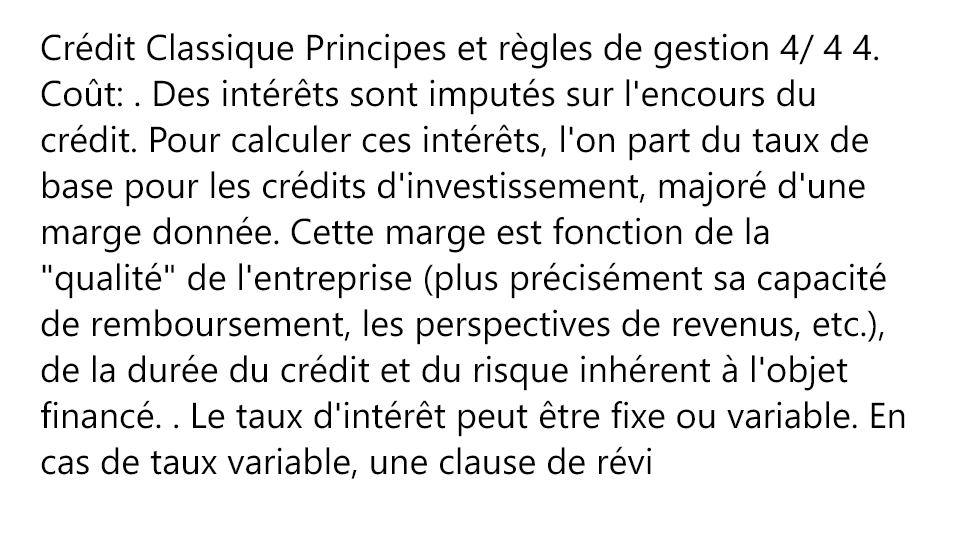 Crédit Classique Principes et règles de gestion 4/ 4 4.
Coût: . Des intérêts sont imputés sur l'encours du
crédit. Pour calculer ces intérêts, l'on part du taux de
base pour les crédits d'investissement, majoré d'une
marge donnée. Cette marge est fonction de la
"qualité" de l'entreprise (plus précisément sa capacité
de remboursement, les perspectives de revenus, etc.),
de la durée du crédit et du risque inhérent à l'objet
financé. . Le taux d'intérêt peut être fixe ou variable. En
cas de taux variable, une clause de révi